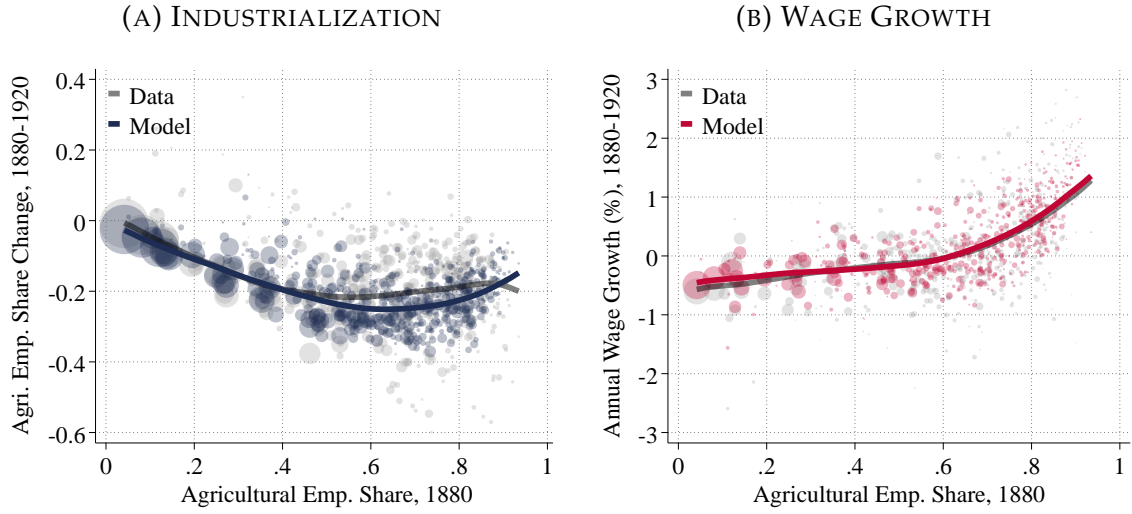 (A) INDUSTRIALIZATION
Agri. Emp. Share Change, 1880-1920
0.4
0.2
0
-0.2
-0.4
-0.6
Data
Model
0 .2 .4 .6 .8 1
Agricultural Emp. Share, 1880
(B) WAGE GROWTH
Annual Wage Growth (%), 1880-1920
3
2
1
0
-1
-2
-3
Data
Model
0 .2 .4 .6 .8 1
Agricultural Emp. Share, 1880